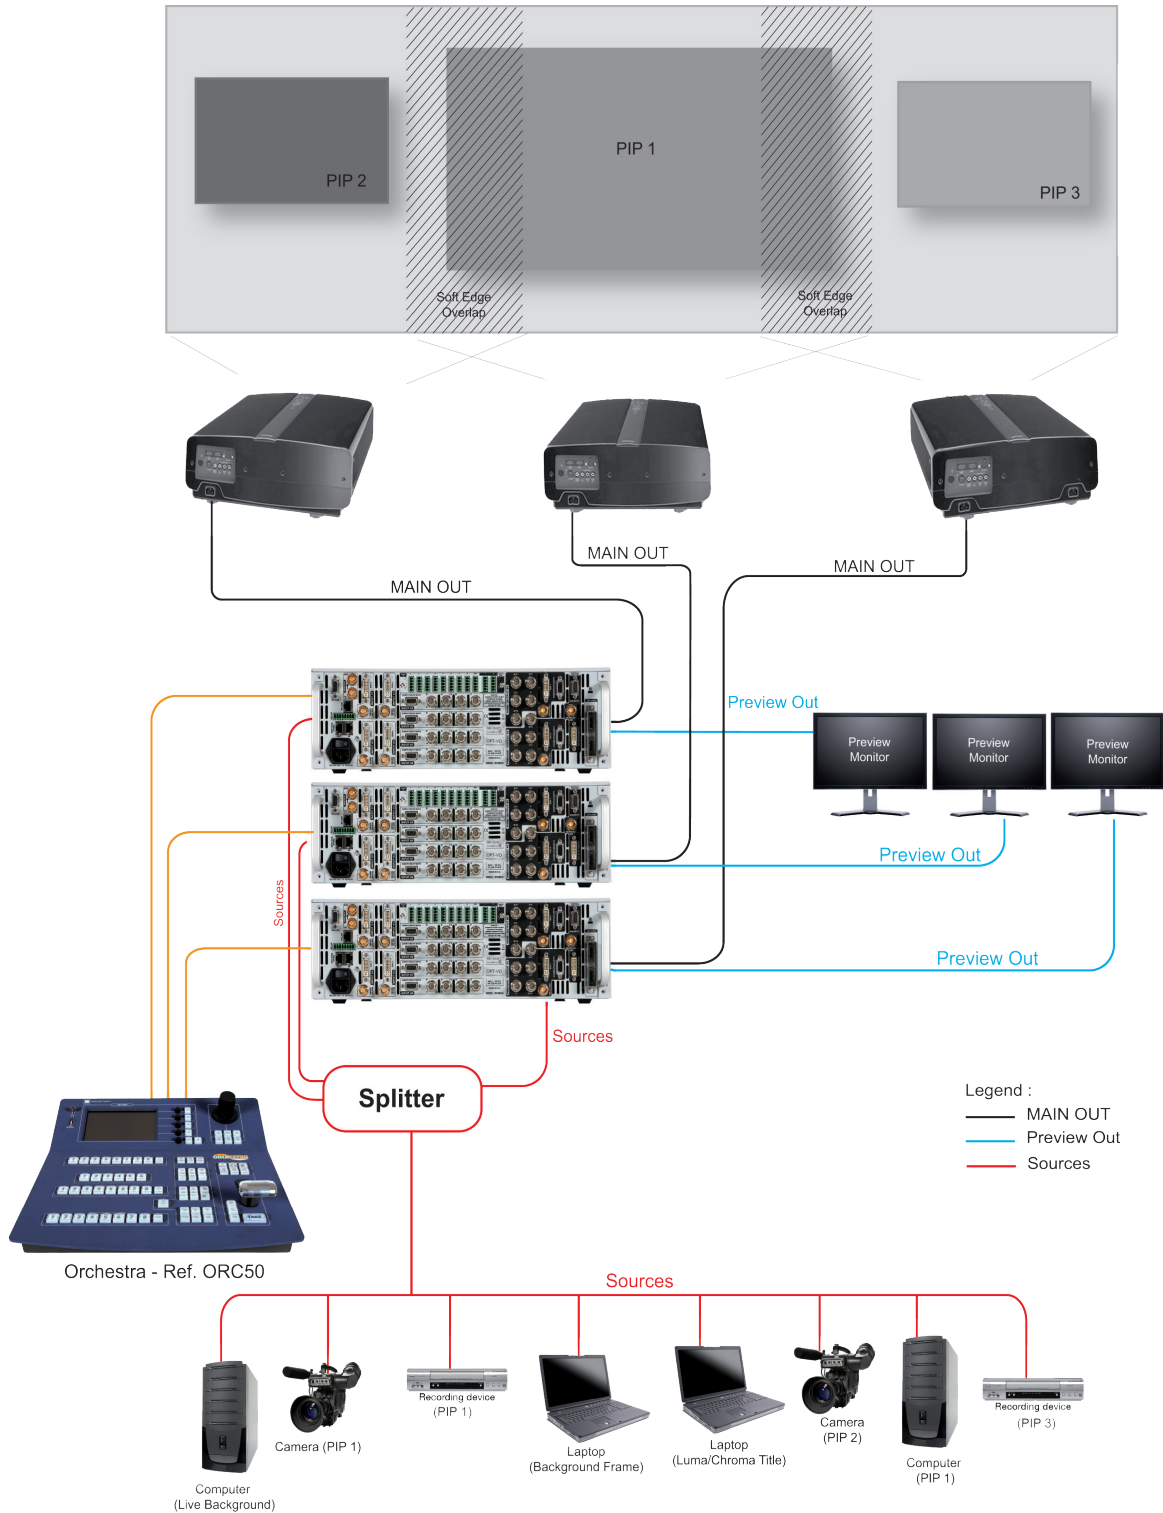 PIP 1
PIP 2
PIP 3
Soft Edge
Overlap
Soft Edge
Overlap
MAIN OUT
MAIN OUT
MAIN OUT
Preview Out
Preview
Monitor
Preview
Monitor
Preview
Monitor
Preview Out
Sources
Preview Out
Sources
Splitter
Legend :
MAIN OUT
Preview Out
Sources
Orchestra - Ref. ORC50
Sources
Recording device
(PIP 1)
Camera (PIP 1)
Laptop
(Background Frame)
Laptop
(Luma/Chroma Title)
Camera
(PIP 2)
Computer
(PIP 1)
Recording device
(PIP 3)
Computer
(Live Background)